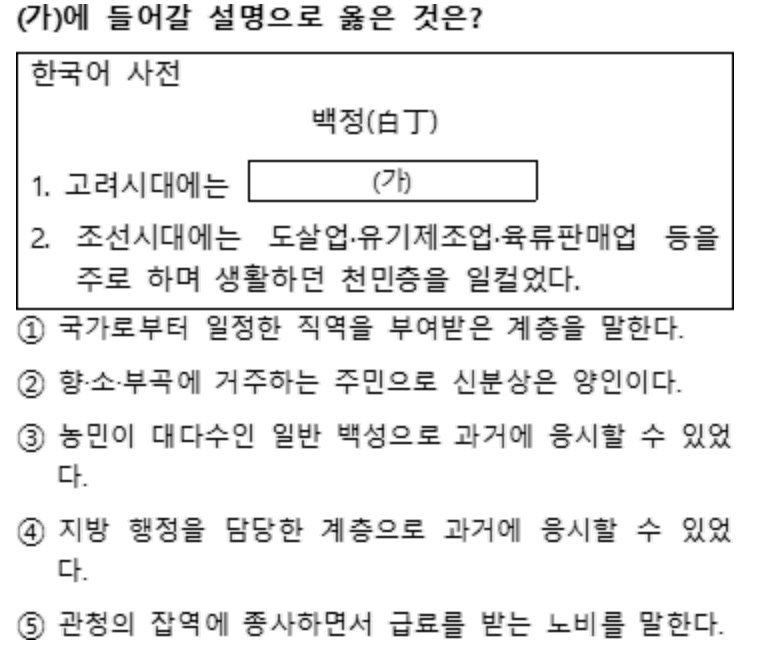 (가)에 들어갈 설명으로 옳은 것은?
한국어 사전
백정(白丁)
1. 고려시대에는 (가)
2. 조선시대에는 도살업·유기제조업·육류판매업 등을
주로 하며 생활하던 천민층을 일컬었다.
① 국가로부터 일정한 직역을 부여받은 계층을 말한다.
② 향·소·부곡에 거주하는 주민으로 신분상은 양인이다.
③ 농민이 대다수인 일반 백성으로 과거에 응시할 수 있었
다.
④ 지방 행정을 담당한 계층으로 과거에 응시할 수 있었
다.
⑤ 관청의 잡역에 종사하면서 급료를 받는 노비를 말한다.